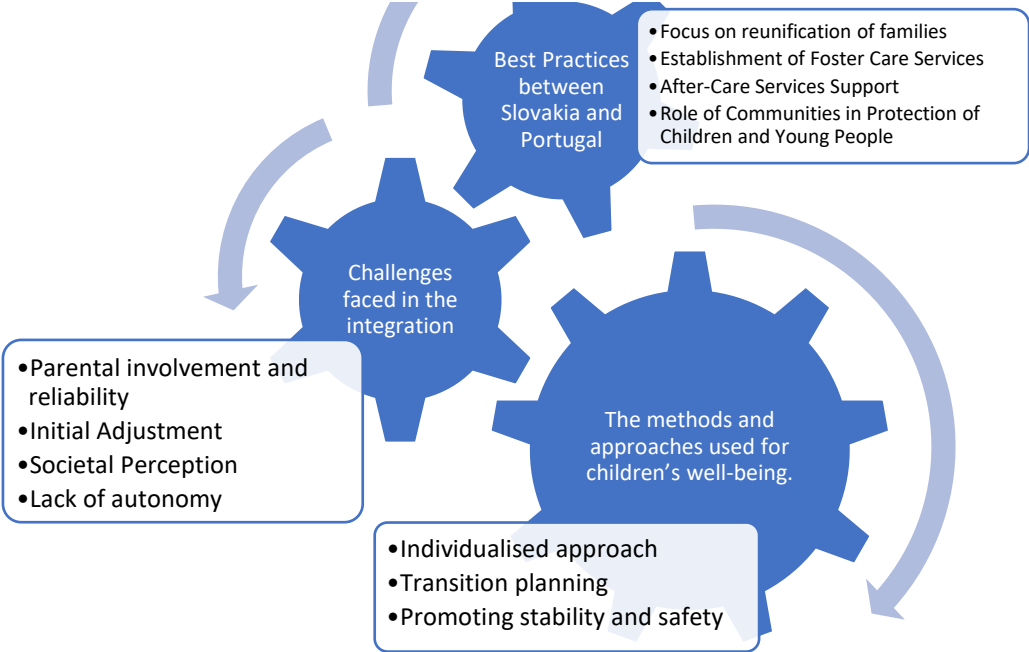 Best Practices
between
Slovakia and
Portugal
•Focus on reunification of families
•Establishment of Foster Care Services
•After-Care Services Support
•Role of Communities in Protection of
Children and Young People
Challenges
faced in the
integration
•Parental involvement and
reliability
•Initial Adjustment
•Societal Perception
•Lack of autonomy
The methods and
approaches used for
children’s well-being.
•Individualised approach
•Transition planning
•Promoting stability and safety